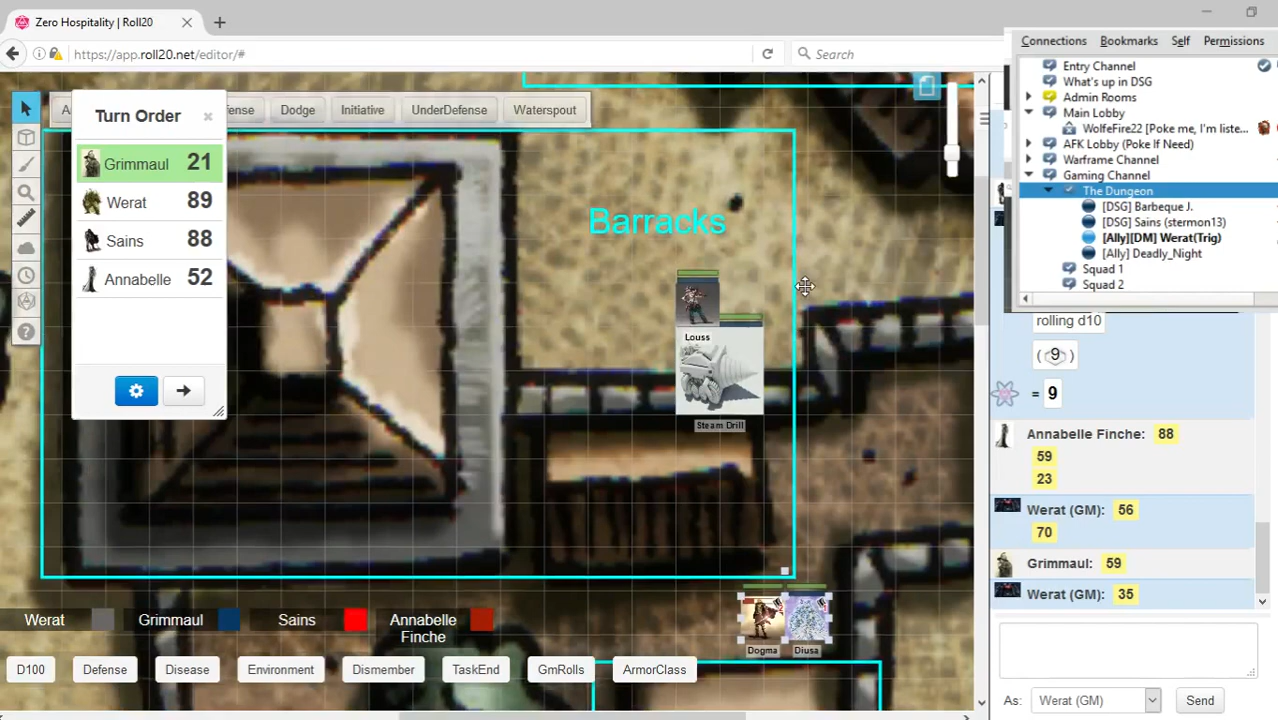 Zero Hospitality | Roll20
https://app.roll20.net/editor/#
Search
Connections Bookmarks Self Permissions
Entry Channel
What's up in DSG
Admin Rooms
Main Lobby
WolfeFire22 [Poke me, I'm liste...
AFK Lobby (Poke If Need)
Warframe Channel
Gaming Channel
The Dungeon
[DSG] Barbeque J.
[DSG] Sains (stermon13)
[Ally][DM] Werat(Trig)
[Ally] Deadly_Night
Squad 1
Squad 2
Dodge
Initiative
UnderDefense
Waterspout
Turn Order
Grimmaul 21
Werat 89
Sains 88
Annabelle 52
Barracks
Louss
Steam Drill
Dogma
Diusa
rolling d10
( 9 )
= 9
Annabelle Finche: 88
59
23
Werat (GM): 56
70
Grimmaul: 59
Werat (GM): 35
Werat
Grimmaul
Sains
Annabelle
Finche
D100
Defense
Disease
Environment
Dismember
TaskEnd
GmRolls
ArmorClass
As:
Werat (GM)
Send